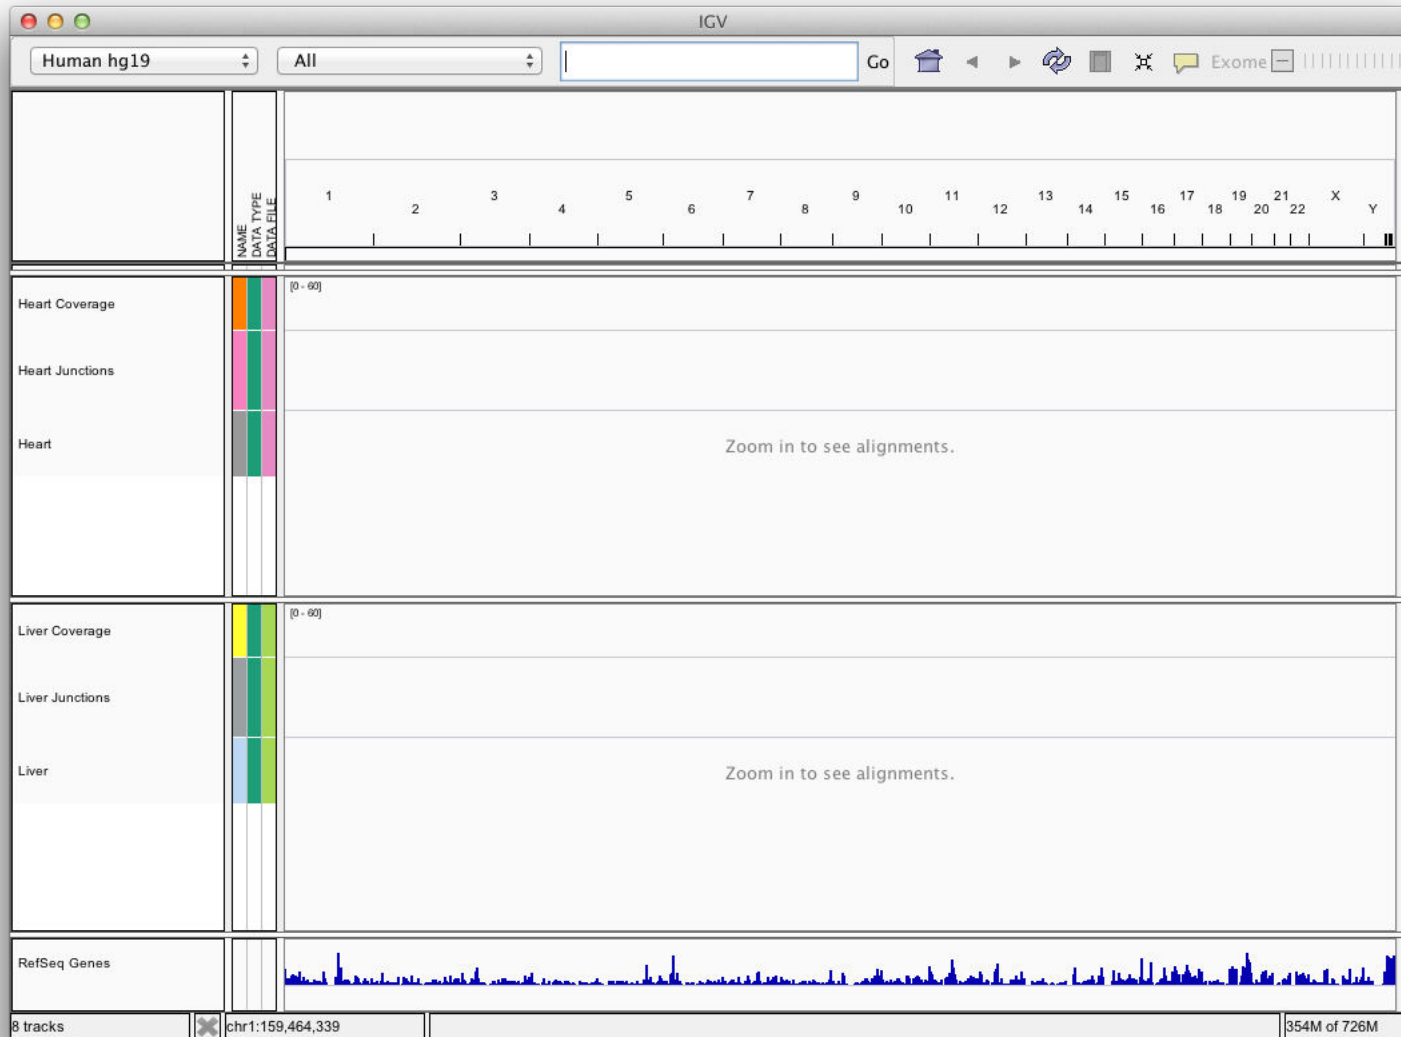 IGV
Human hg19
All
Go
Exome
NAME
DATA TYPE
DATA FILE
1 2 3 4 5 6 7 8 9 10 11 12 13 14 15 16 17 18 19 20 21 22 X Y
Heart Coverage
[0 - 60]
Heart Junctions
Heart
Zoom in to see alignments.
Liver Coverage
[0 - 60]
Liver Junctions
Liver
Zoom in to see alignments.
RefSeq Genes
8 tracks
chr1:159,464,339
354M of 726M